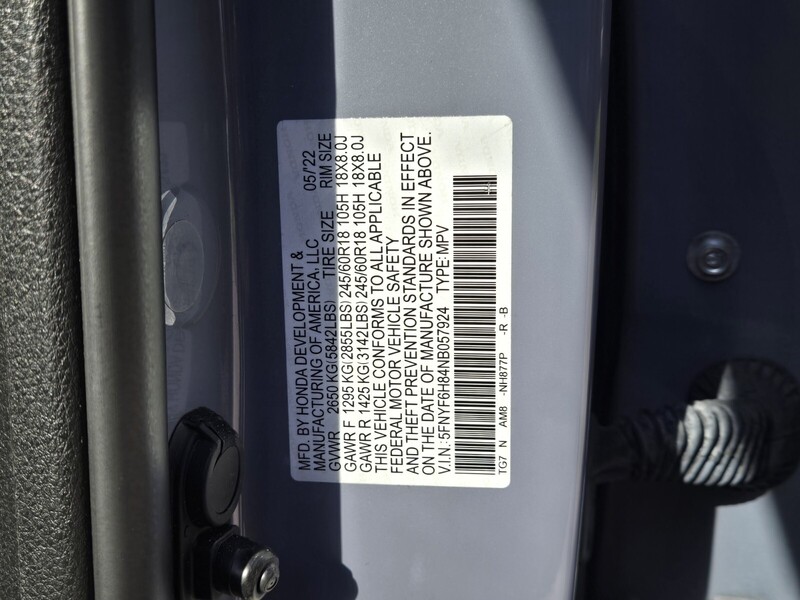 MFD. BY HONDA DEVELOPMENT &
MANUFACTURING OF AMERICA, LLC 05/'22
GVWR 2650 KG(5842LBS) TIRE SIZE RIM SIZE
GAWR F 1295 KG(2855LBS) 245/60R18 105H 18X8.0J
GAWR R 1425 KG(3142LBS) 245/60R18 105H 18X8.0J
THIS VEHICLE CONFORMS TO ALL APPLICABLE
FEDERAL MOTOR VEHICLE SAFETY
AND THEFT PREVENTION STANDARDS IN EFFECT
ON THE DATE OF MANUFACTURE SHOWN ABOVE.
V.I.N.: 5FNYF6H84NB057924 TYPE: MPV
TG7 N AM8 -NH877P -R -B